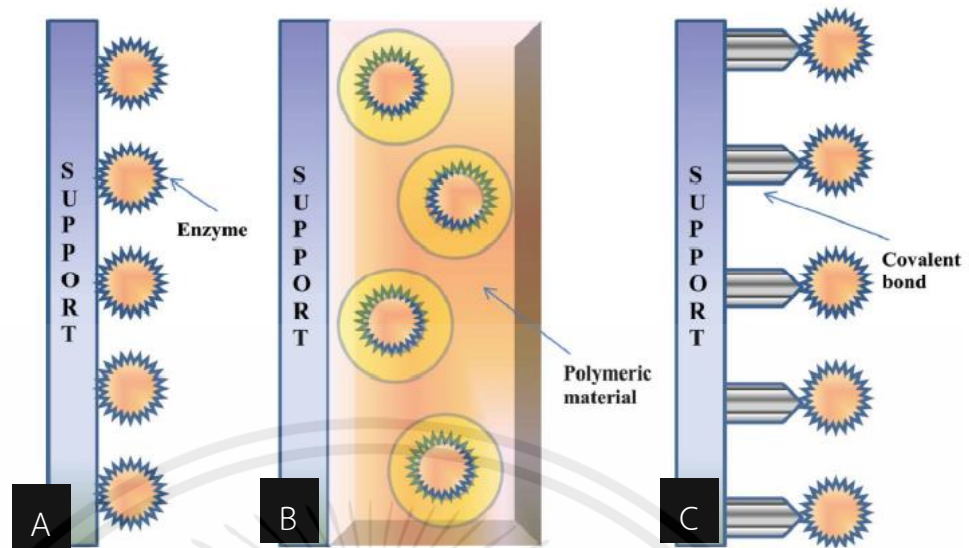 SUPPORT
Enzyme
A
SUPPORT
Polymeric
material
B
SUPPORT
Covalent
bond
C